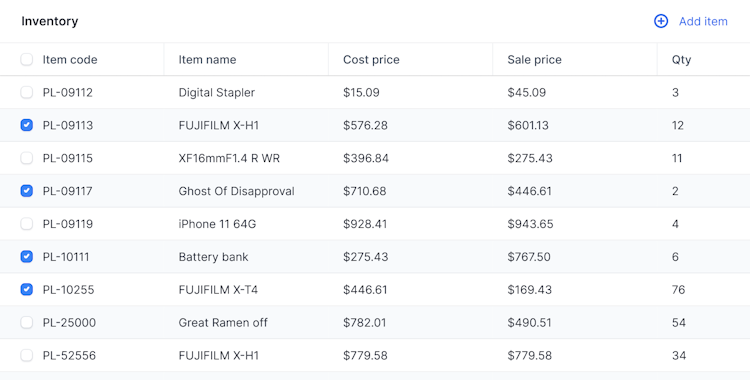 Inventory Add item
Item code Item name Cost price Sale price Qty
PL-09112 Digital Stapler $15.09 $45.09 3
PL-09113 FUJIFILM X-H1 $576.28 $601.13 12
PL-09115 XF16mmF1.4 R WR $396.84 $275.43 11
PL-09117 Ghost Of Disapproval $710.68 $446.61 2
PL-09119 iPhone 11 64G $928.41 $943.65 4
PL-10111 Battery bank $275.43 $767.50 6
PL-10255 FUJIFILM X-T4 $446.61 $169.43 76
PL-25000 Great Ramen off $782.01 $490.51 54
PL-52556 FUJIFILM X-H1 $779.58 $779.58 34